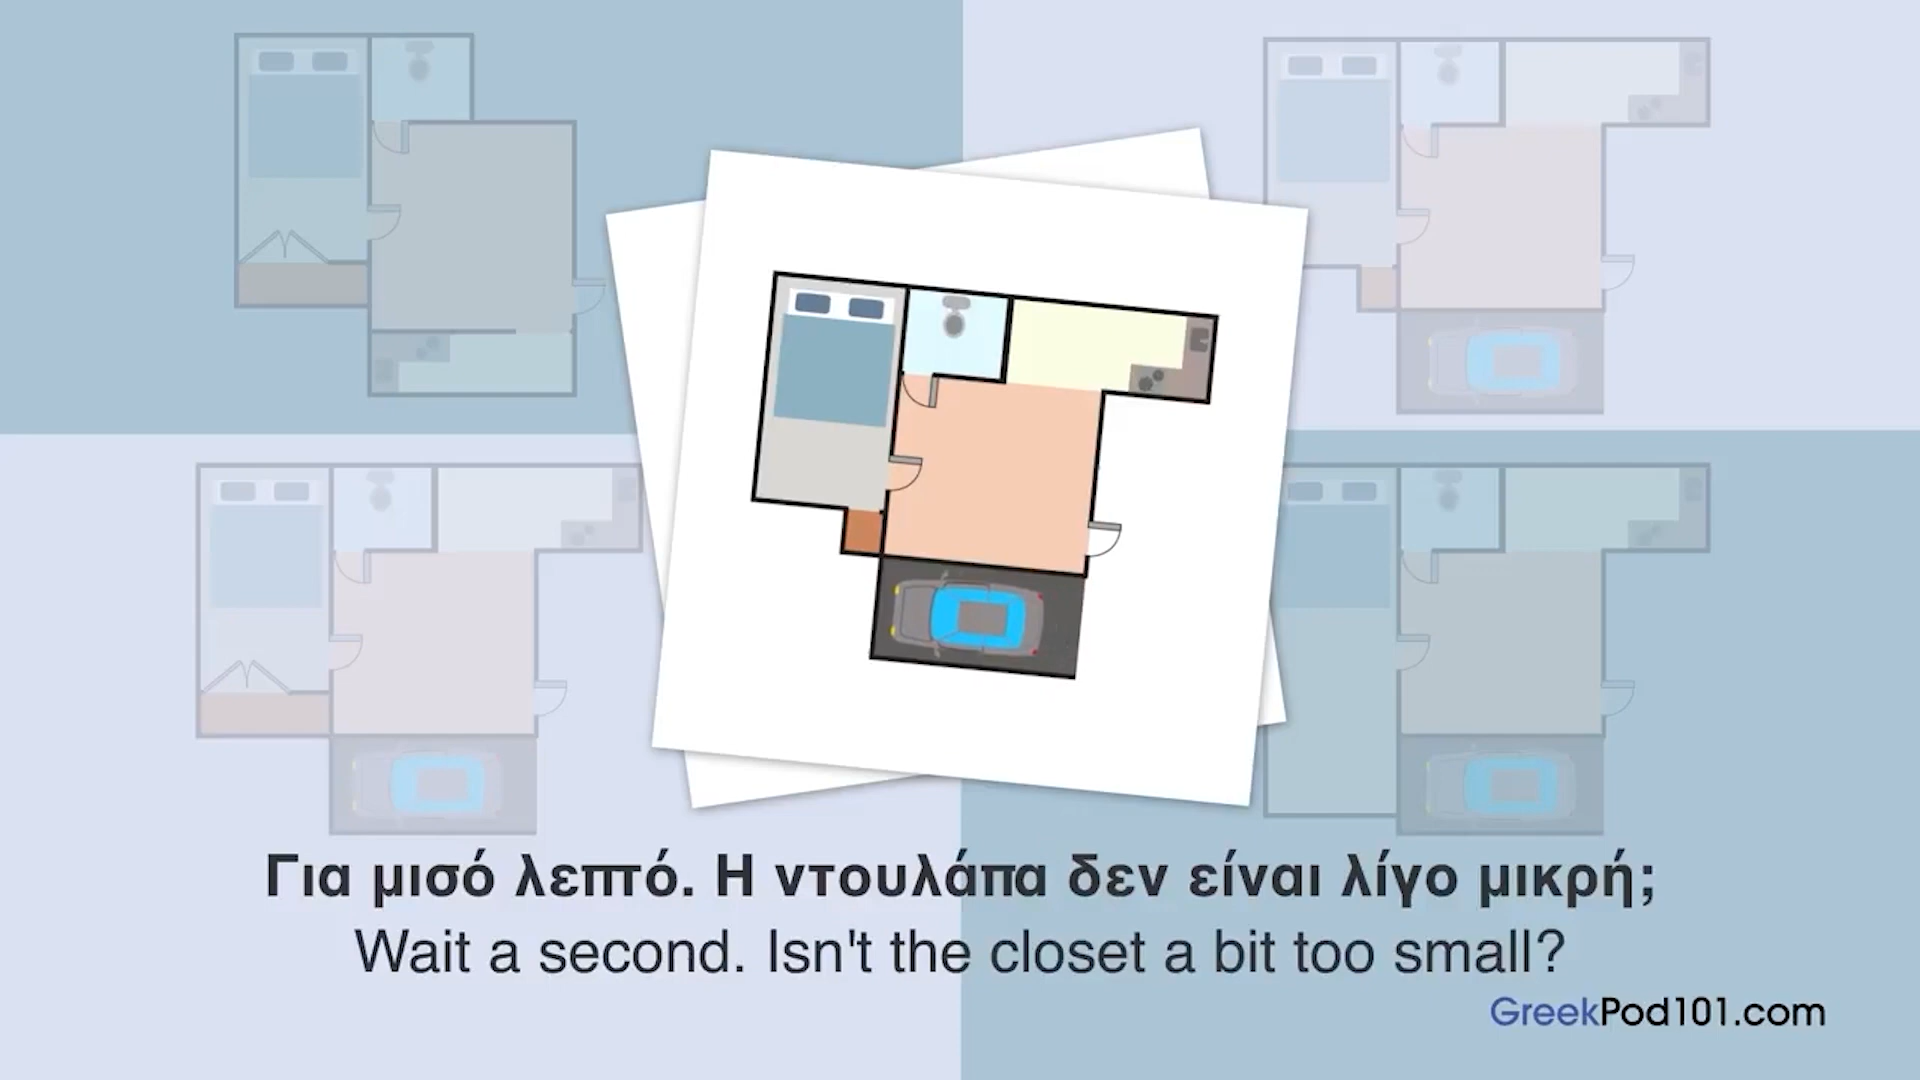 Για μισό λεπτό. Η ντουλάπα δεν είναι λίγο μικρή;
Wait a second. Isn't the closet a bit too small?
GreekPod101.com